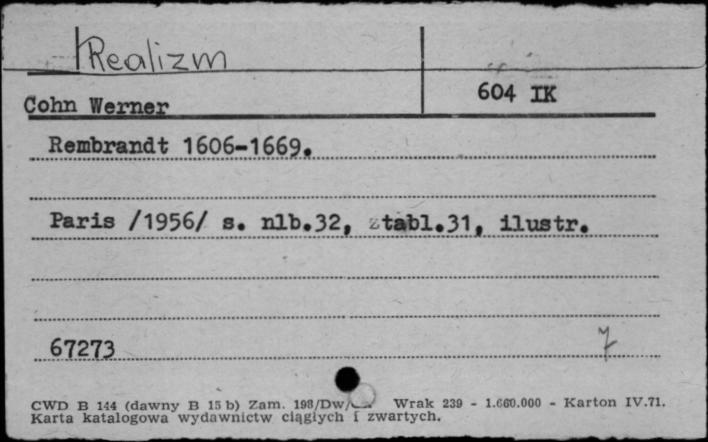 Realizm
604 IK
Cohn Werner
Rembrandt 1606-1669.
Paris /1956/ s. nlb.32, tabl.31, ilustr.
67273
7
CWD B 144 (dawny B 15 b) Zam. 198/Dw/ Wrak 239 - 1.660.000 - Karton IV.71.
Karta katalogowa wydawnictw ciągłych i zwartych.